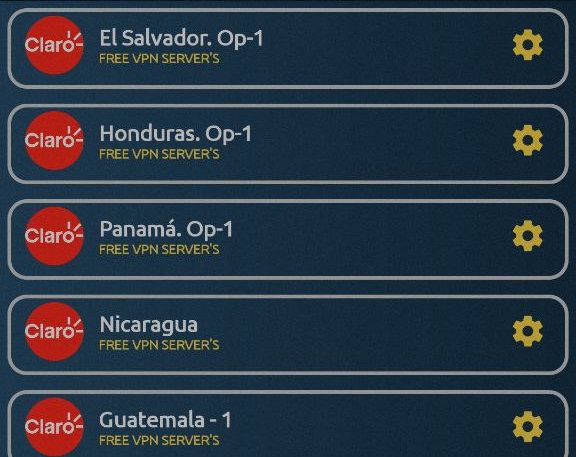 Claro
El Salvador. Op-1
FREE VPN SERVER'S
Claro
Honduras. Op-1
FREE VPN SERVER'S
Claro
Panamá. Op-1
FREE VPN SERVER'S
Claro
Nicaragua
FREE VPN SERVER'S
Claro
Guatemala - 1
FREE VPN SERVER'S